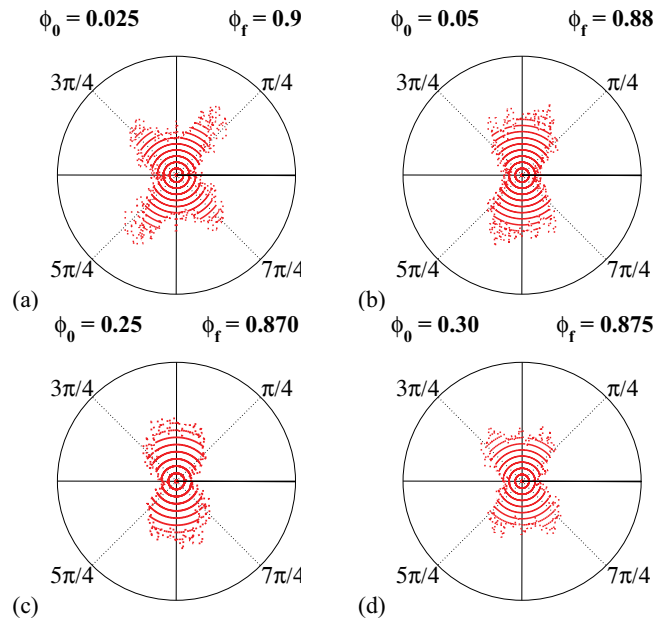 ϕ₀ = 0.025 ϕf = 0.9
3π/4 π/4
5π/4 7π/4
(a)
ϕ₀ = 0.05 ϕf = 0.88
3π/4 π/4
5π/4 7π/4
(b)
ϕ₀ = 0.25 ϕf = 0.870
3π/4 π/4
5π/4 7π/4
(c)
ϕ₀ = 0.30 ϕf = 0.875
3π/4 π/4
5π/4 7π/4
(d)